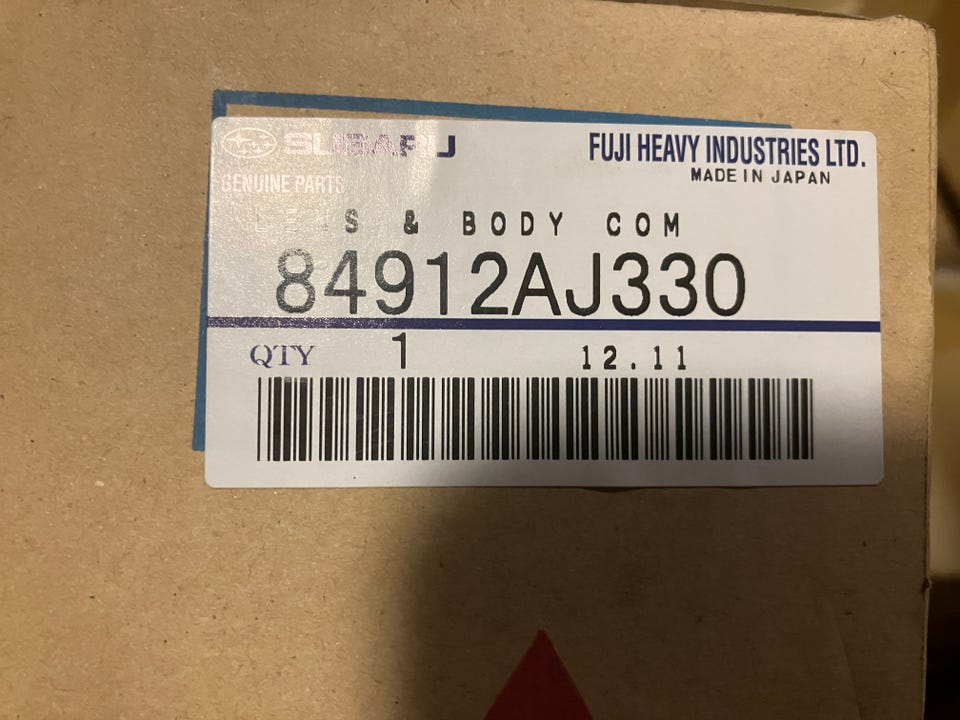 SUBARU
FUJI HEAVY INDUSTRIES LTD.
GENUINE PARTS
MADE IN JAPAN
& BODY COM
84912AJ330
QTY 1 12.11